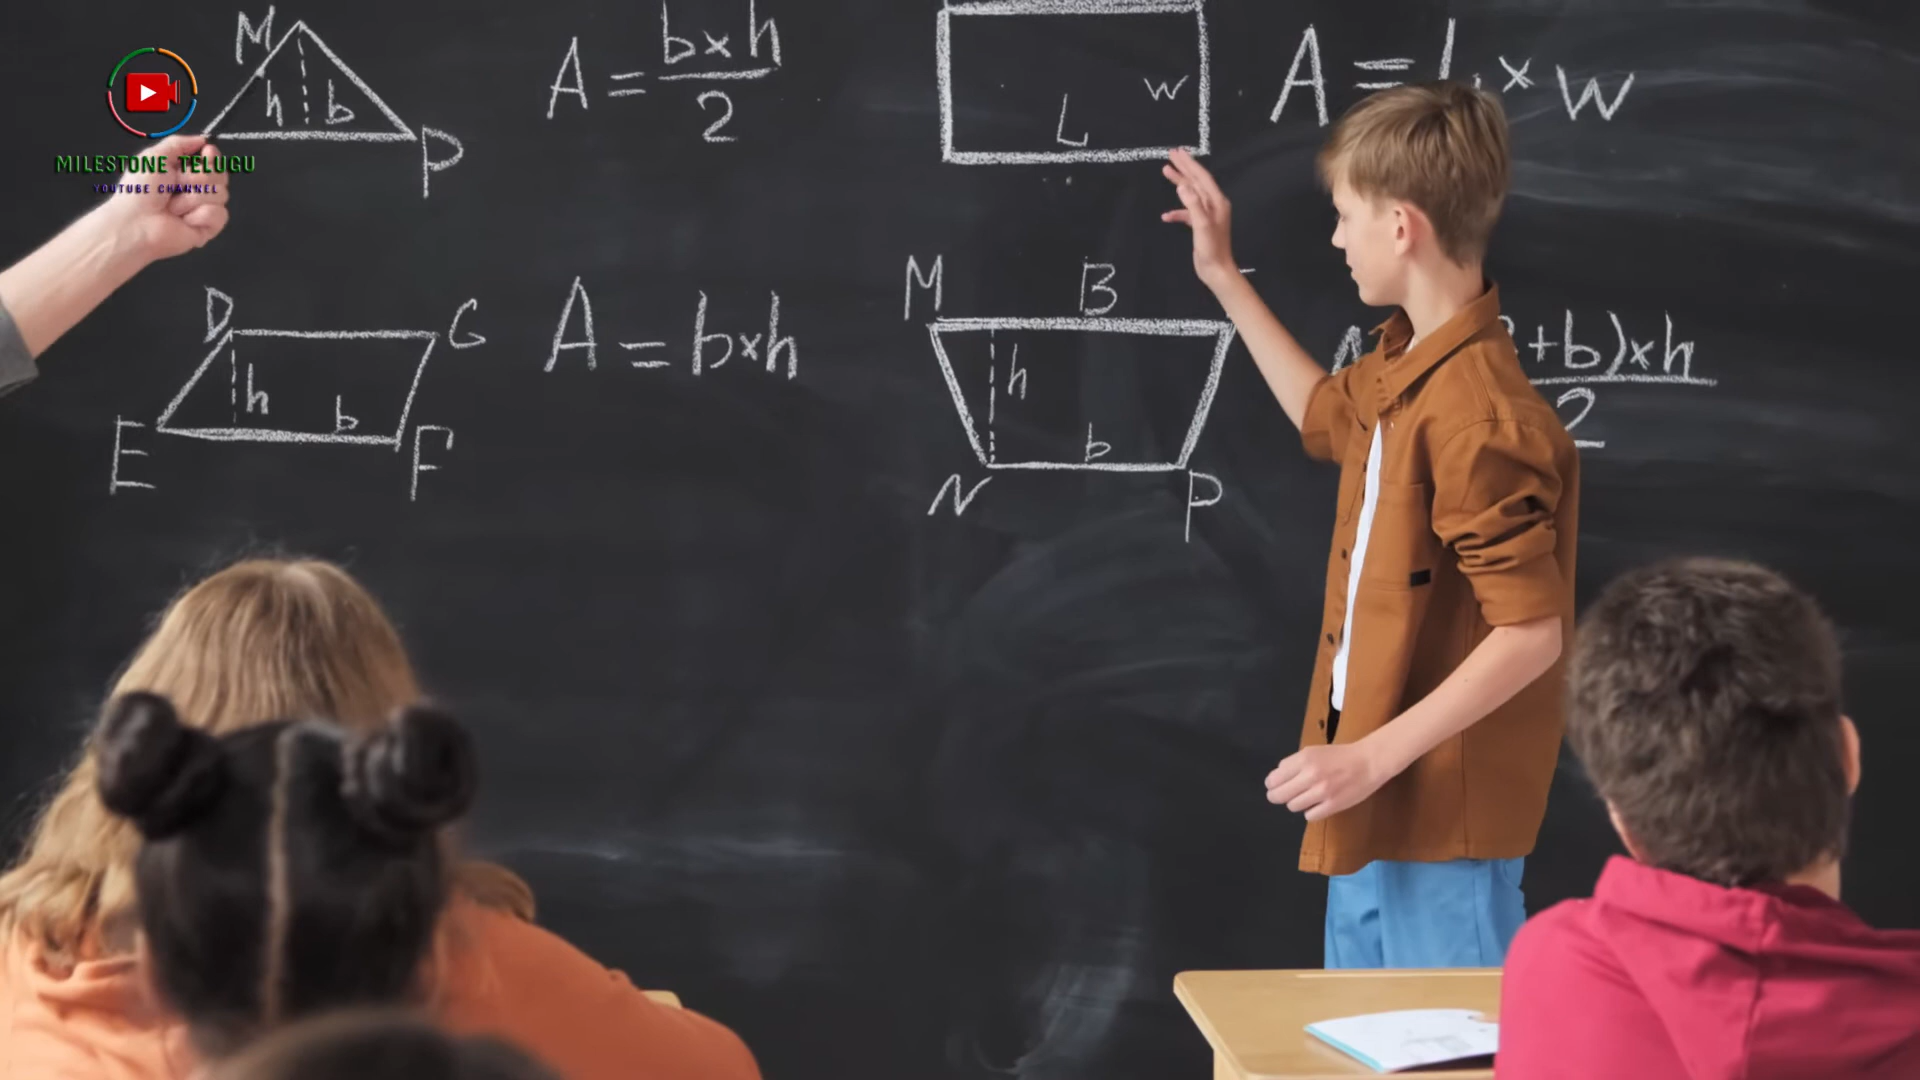 M
h b
P
A = b×h
2
L
W
A = L × W
MILESTONE TELUGU
YOUTUBE CHANNEL
D G
h b
E F
A = b×h
M B
h
b
N P
+b)×h
2